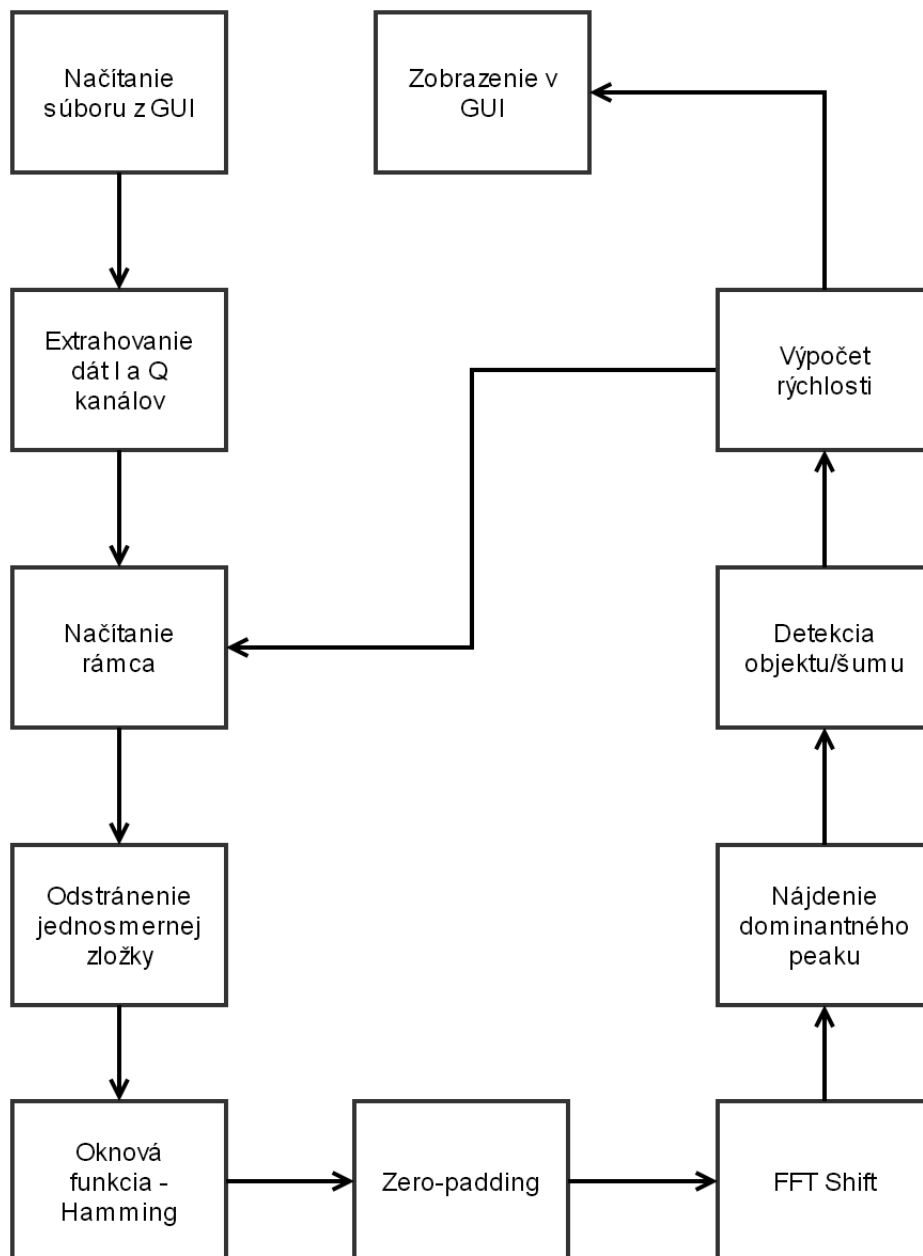 Načítanie
súboru z GUI
Zobrazenie v
GUI
Extrahovanie
dát I a Q
kanálov
Výpočet
rýchlosti
Načítanie
rámca
Detekcia
objektu/šumu
Odstránenie
jednosmernej
zložky
Nájdenie
dominantného
peaku
Oknová
funkcia -
Hamming
Zero-padding
FFT Shift